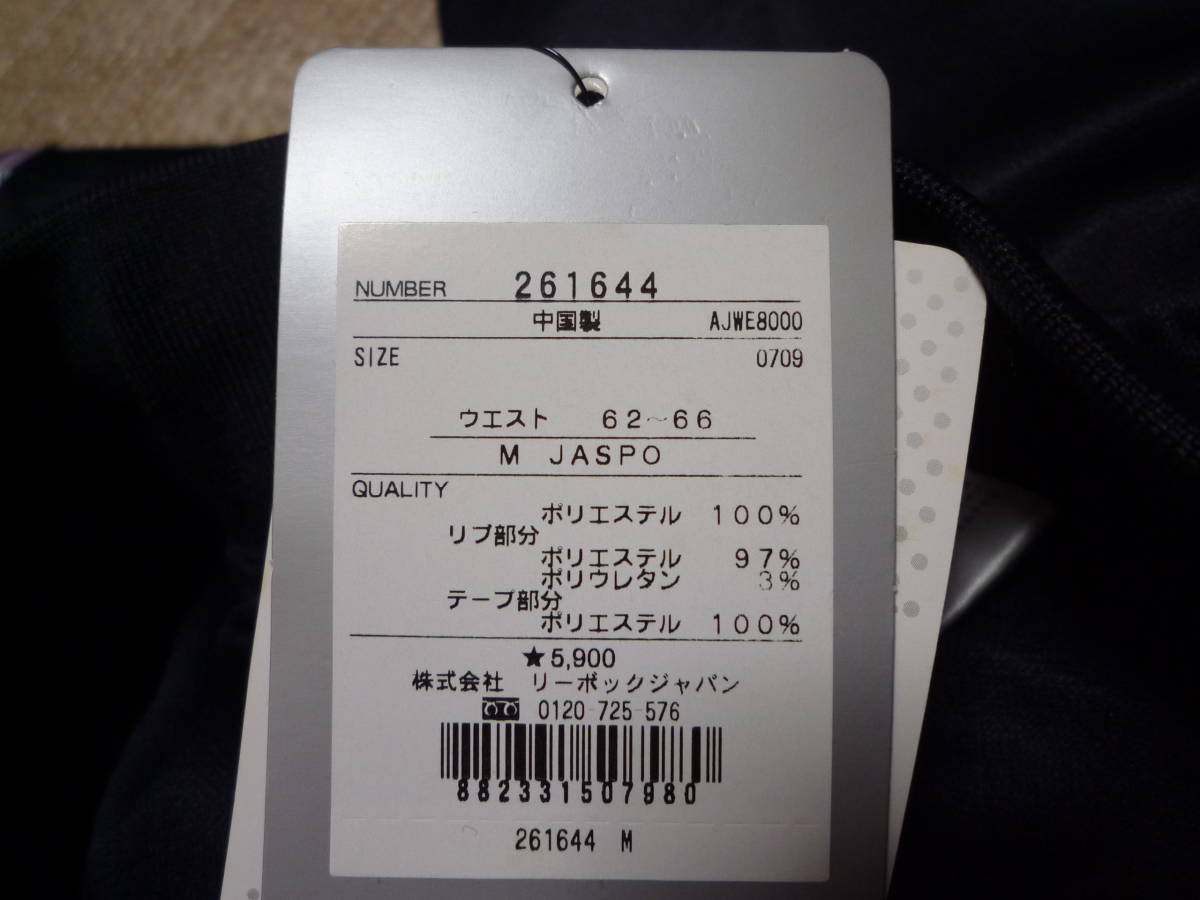 NUMBER 261644
中国製 AJWE8000
SIZE 0709
ウエスト 62~66
M JASPO
QUALITY
ポリエステル 100%
リブ部分
ポリエステル 97%
ポリウレタン 3%
テープ部分
ポリエステル 100%
★5,900
株式会社 リーボックジャパン
0120-725-576
882331507980
261644 M